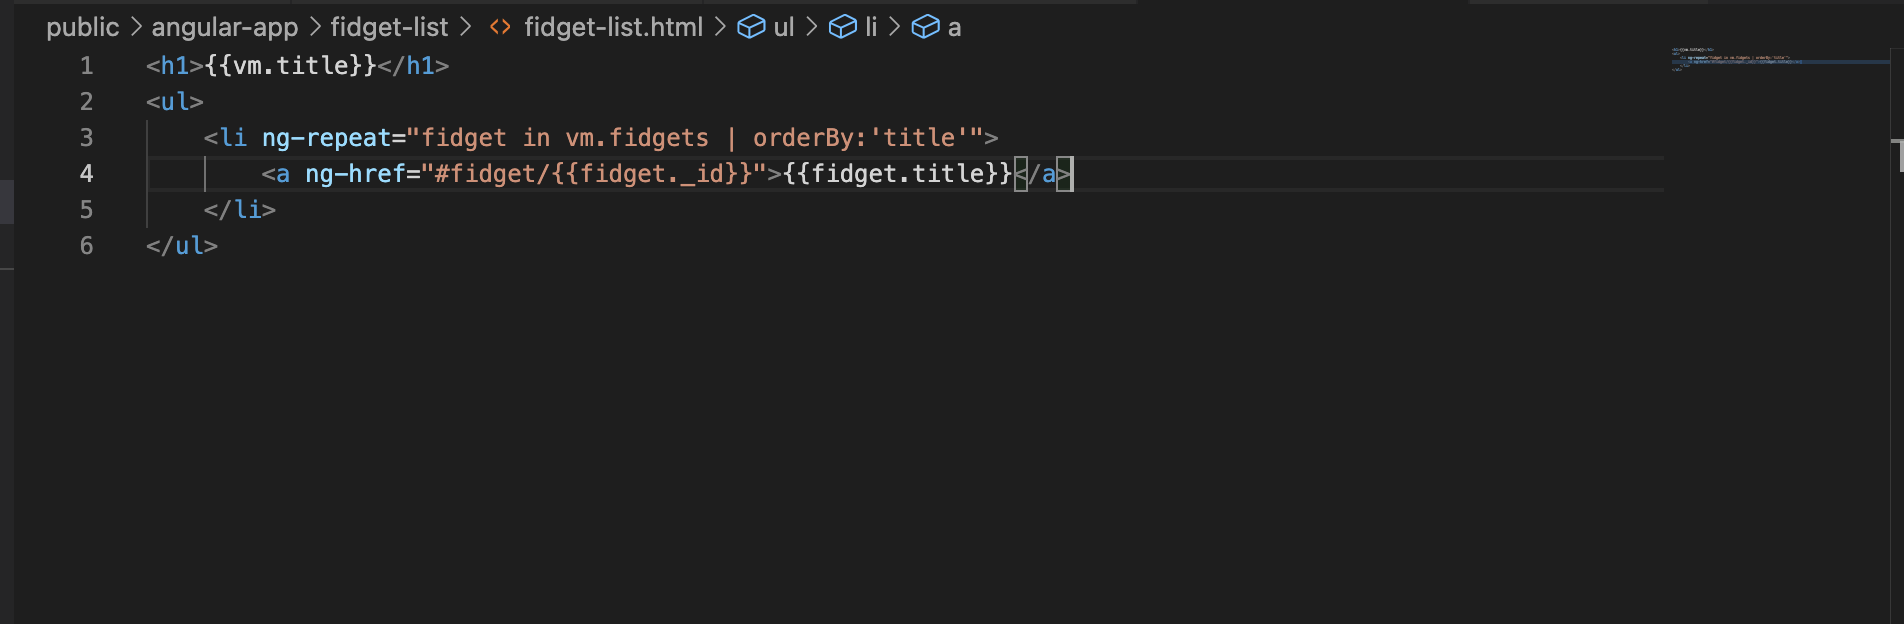 public > angular-app > fidget-list > <> fidget-list.html > ul > li > a
1 <h1>{{vm.title}}</h1>
2 <ul>
3 <li ng-repeat="fidget in vm.fidgets | orderBy:'title'">
4 <a ng-href="#fidget/{{fidget._id}}">{{fidget.title}}</a>
5 </li>
6 </ul>